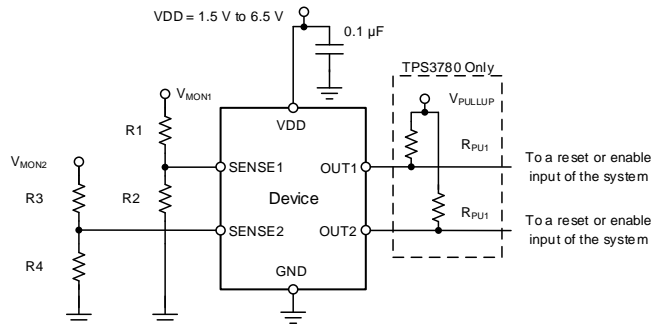 VDD = 1.5 V to 6.5 V
0.1 µF
TPS3780 Only
VMON1
VPULLUP
R1
VDD
RPU1
VMON2
SENSE1
OUT1
To a reset or enable
input of the system
R3
R2
Device
RPU1
SENSE2
OUT2
To a reset or enable
input of the system
R4
GND